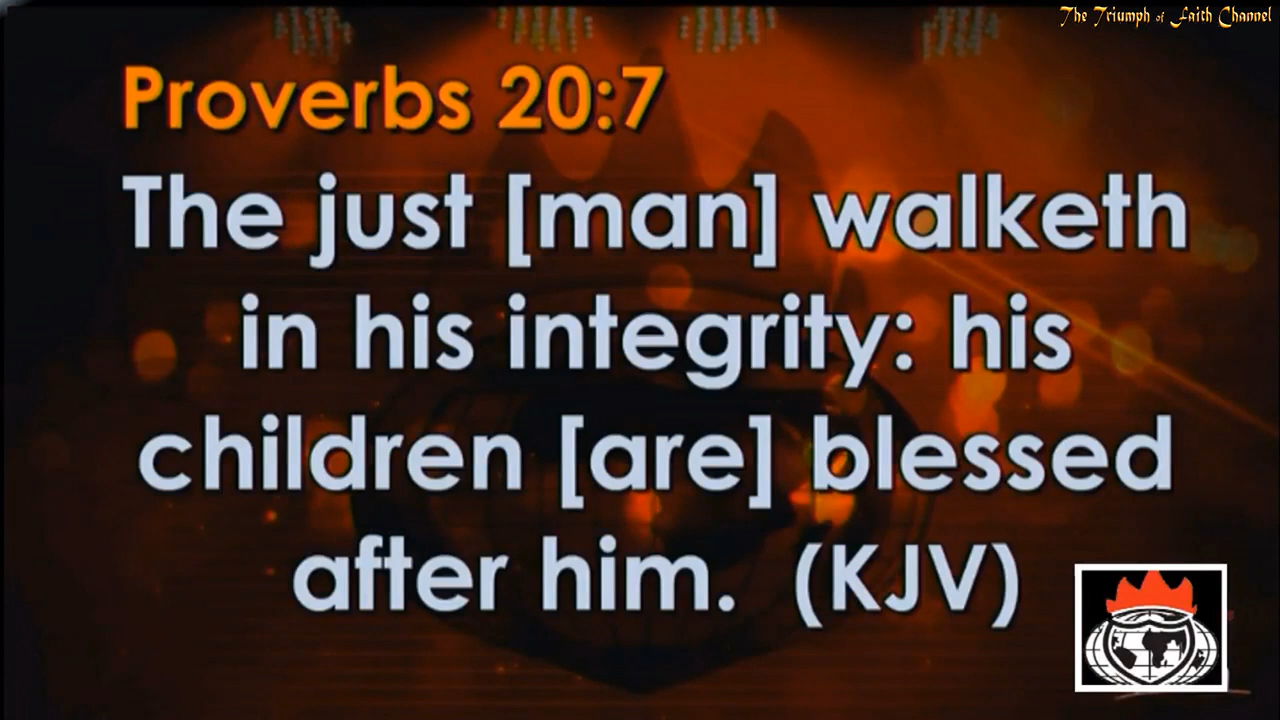 The Triumph of Faith Channel
Proverbs 20:7
The just [man] walketh
in his integrity: his
children [are] blessed
after him. (KJV)